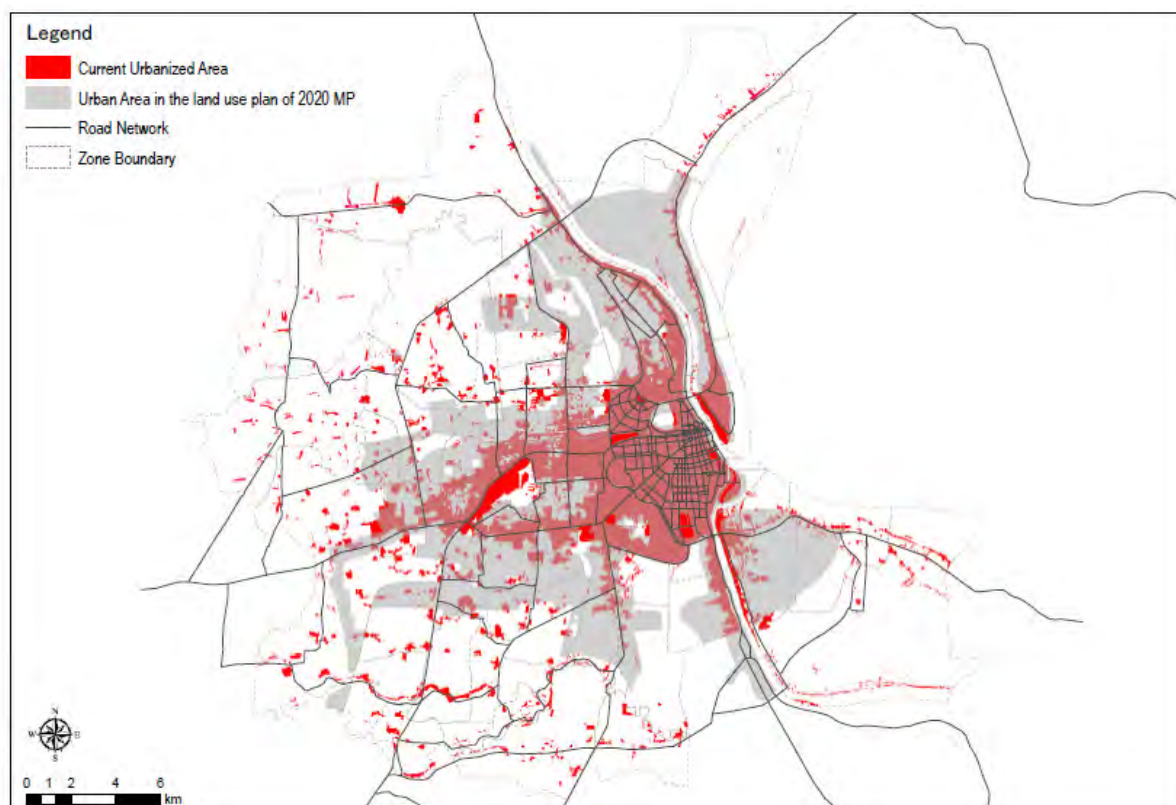 Legend
Current Urbanized Area
Urban Area in the land use plan of 2020 MP
Road Network
Zone Boundary
N
W E
S
0 1 2 4 6
km